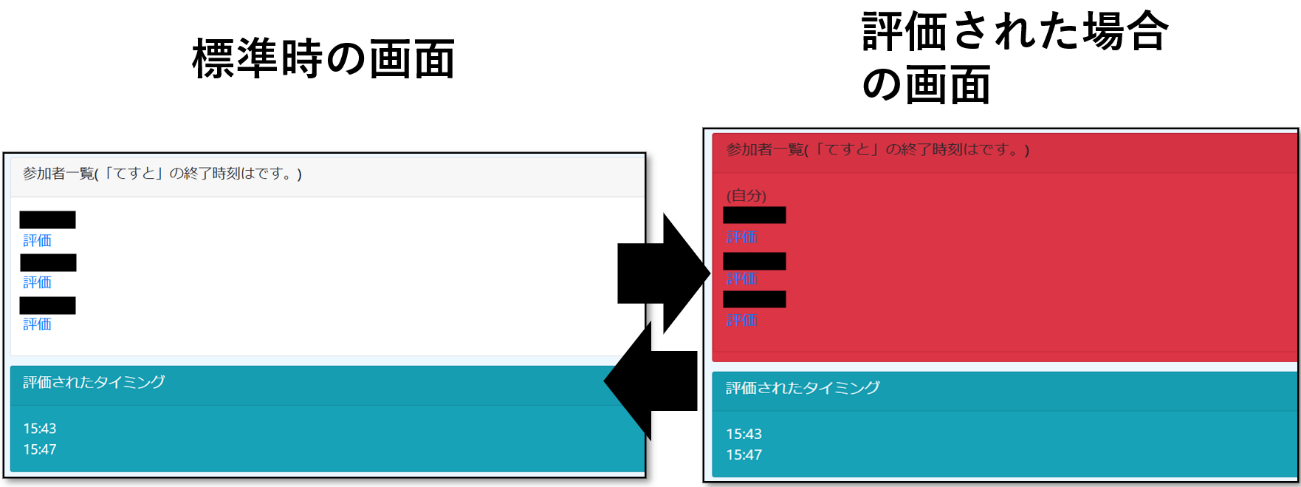 標準時の画面
評価された場合
の画面
参加者一覧(「てすと」の終了時刻はです。)
評価
評価
評価
評価されたタイミング
15:43
15:47
参加者一覧(「てすと」の終了時刻はです。)
(自分)
評価
評価
評価
評価されたタイミング
15:43
15:47